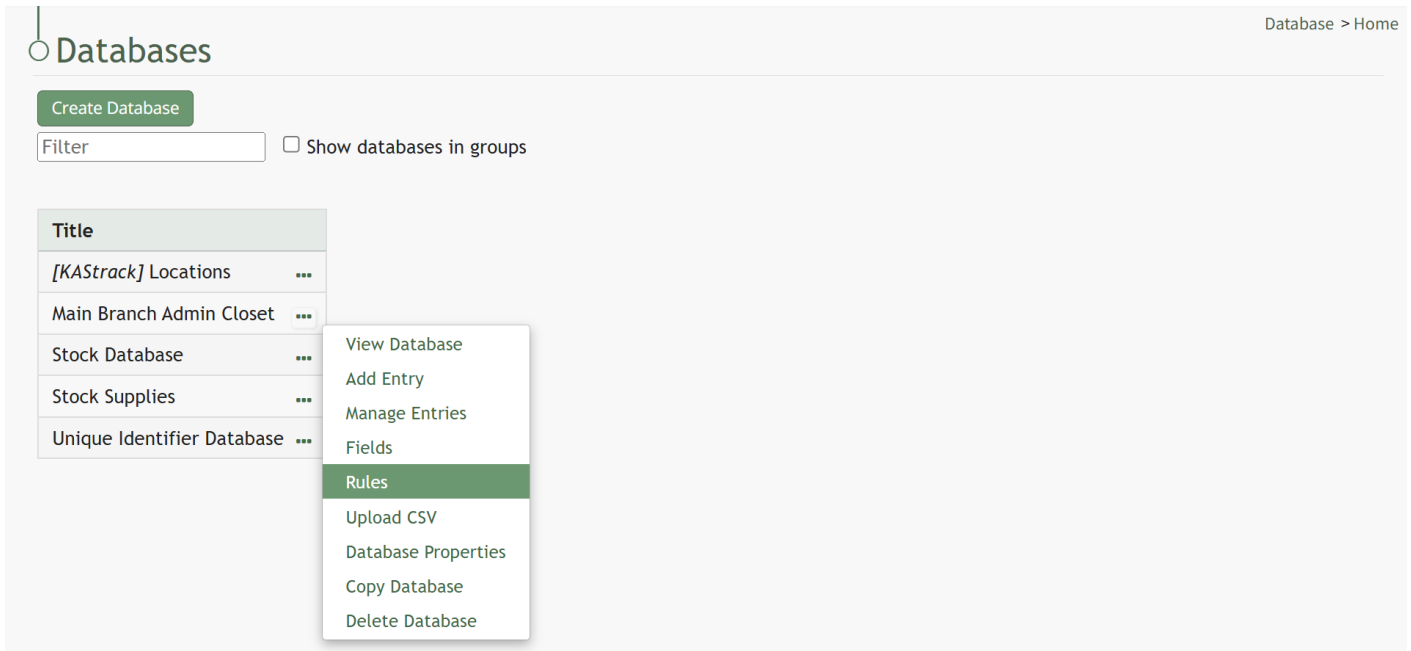 Database > Home
Databases
Create Database
Filter
Show databases in groups
Title
[KAStrack] Locations
Main Branch Admin Closet
Stock Database
Stock Supplies
Unique Identifier Database
View Database
Add Entry
Manage Entries
Fields
Rules
Upload CSV
Database Properties
Copy Database
Delete Database